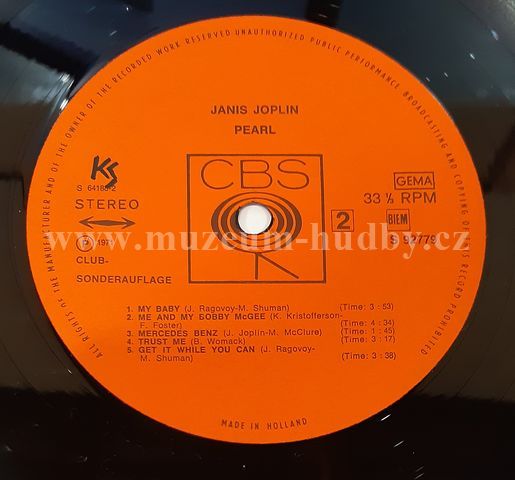 ALL RIGHTS OF THE MANUFACTURER AND OF THE OWNER OF THE RECORDED WORK RESERVED UNAUTHORIZED PUBLIC PERFORMANCE BROADCASTING AND COPYING OF THIS RECORD PROHIBITED
JANIS JOPLIN
PEARL
KS
CBS
GEMA
STEREO
33 ⅓ RPM
2
BIEM
S 92779
www.muzeum-hudby.cz
CLUB-
SONDERAUFLAGE
1. MY BABY (J. Ragovoy-M. Shuman) (Time: 3 : 53)
2. ME AND MY BOBBY McGEE (K. Kristofferson-
F. Foster) (Time: 4 : 34)
3. MERCEDES BENZ (J. Joplin-M. McClure) (Time: 1 : 45)
4. TRUST ME (B. Womack) (Time: 3 : 17)
5. GET IT WHILE YOU CAN (J. Ragovoy-
M. Shuman) (Time: 3 : 38)
MADE IN HOLLAND